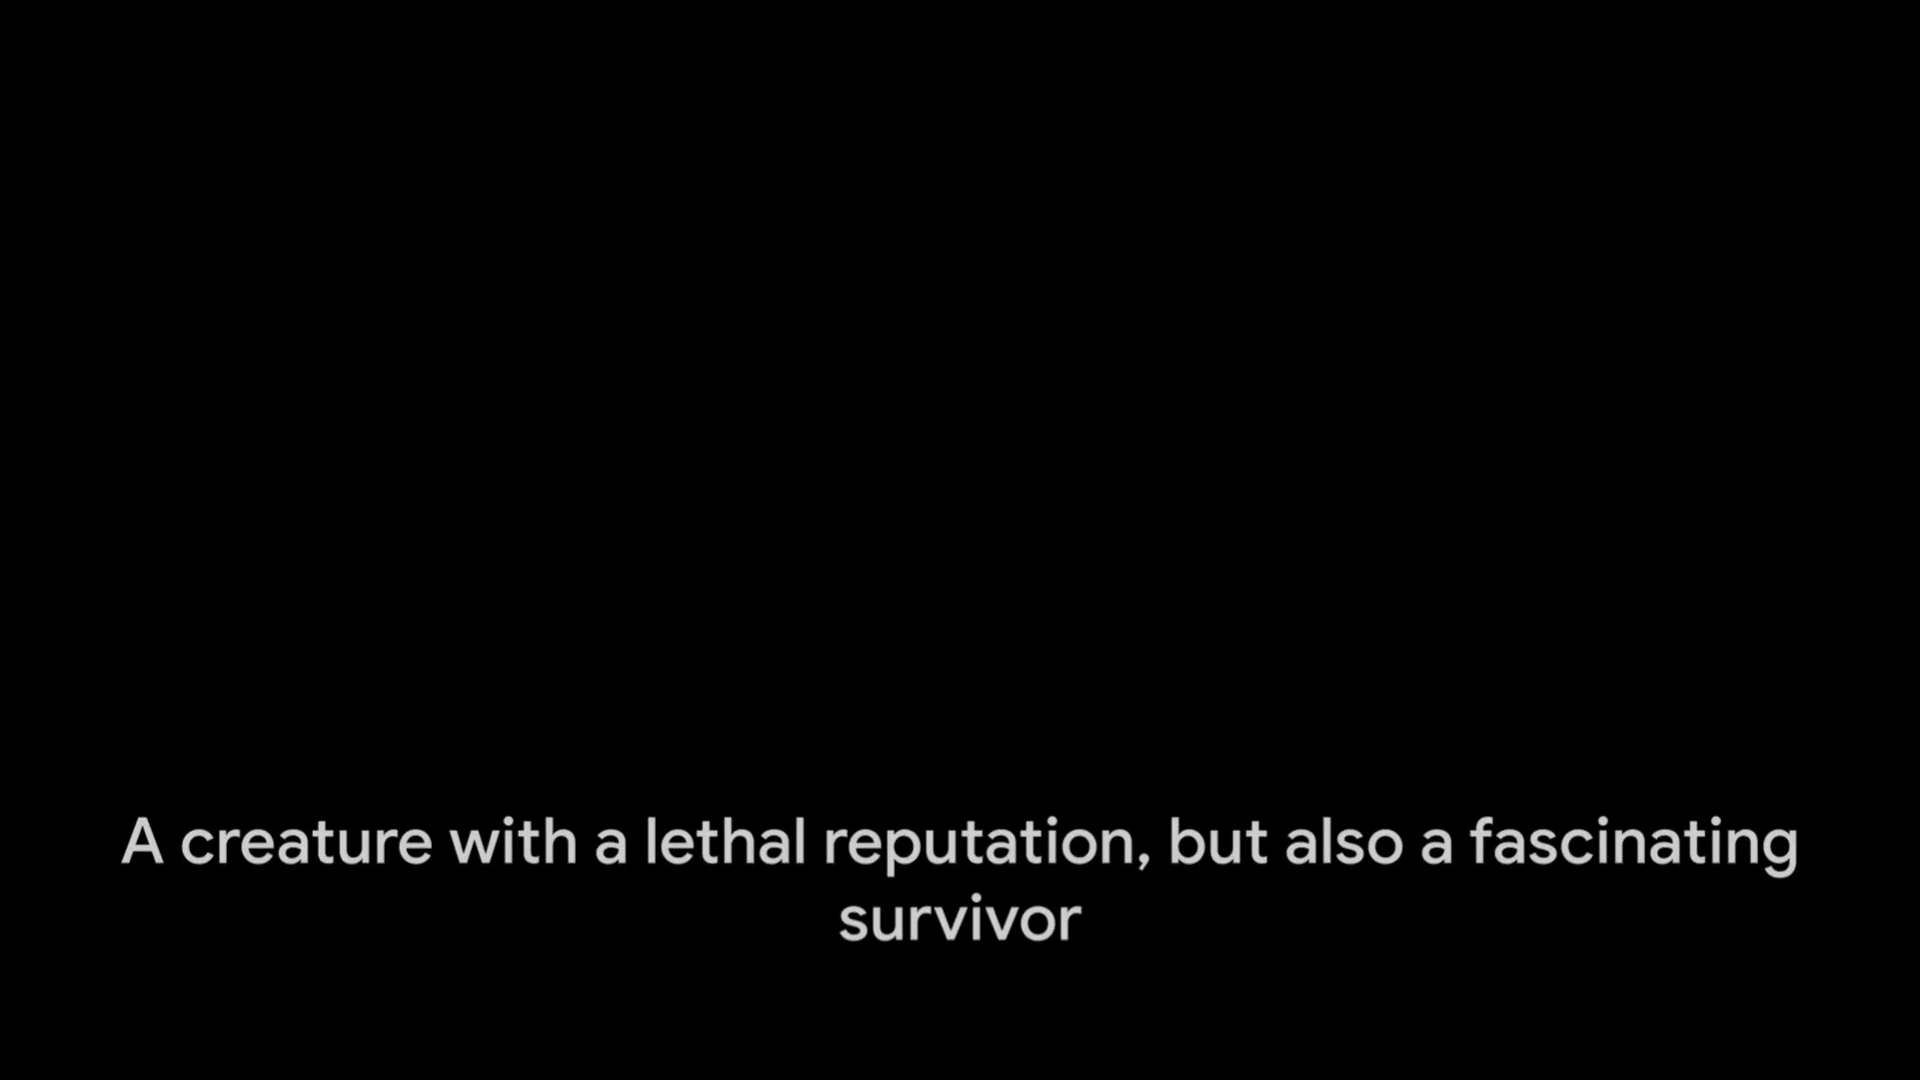 A creature with a lethal reputation, but also a fascinating
survivor